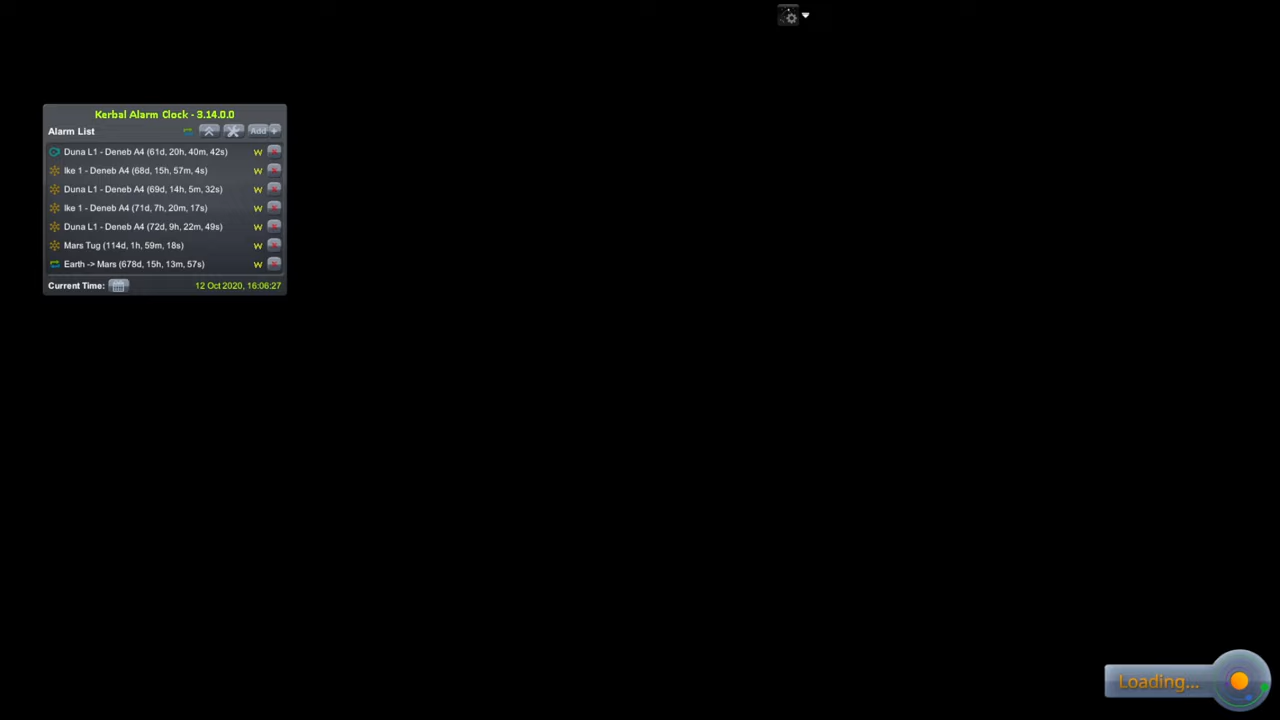 Kerbal Alarm Clock - 3.14.0.0
Alarm List Add +
Duna L1 - Deneb A4 (61d, 20h, 40m, 42s) W
Ike 1 - Deneb A4 (68d, 15h, 57m, 4s) W
Duna L1 - Deneb A4 (69d, 14h, 5m, 32s) W
Ike 1 - Deneb A4 (71d, 7h, 20m, 17s) W
Duna L1 - Deneb A4 (72d, 9h, 22m, 49s) W
Mars Tug (114d, 1h, 59m, 18s) W
Earth -> Mars (678d, 15h, 13m, 57s) W
Current Time: 12 Oct 2020, 16:06:27
Loading...